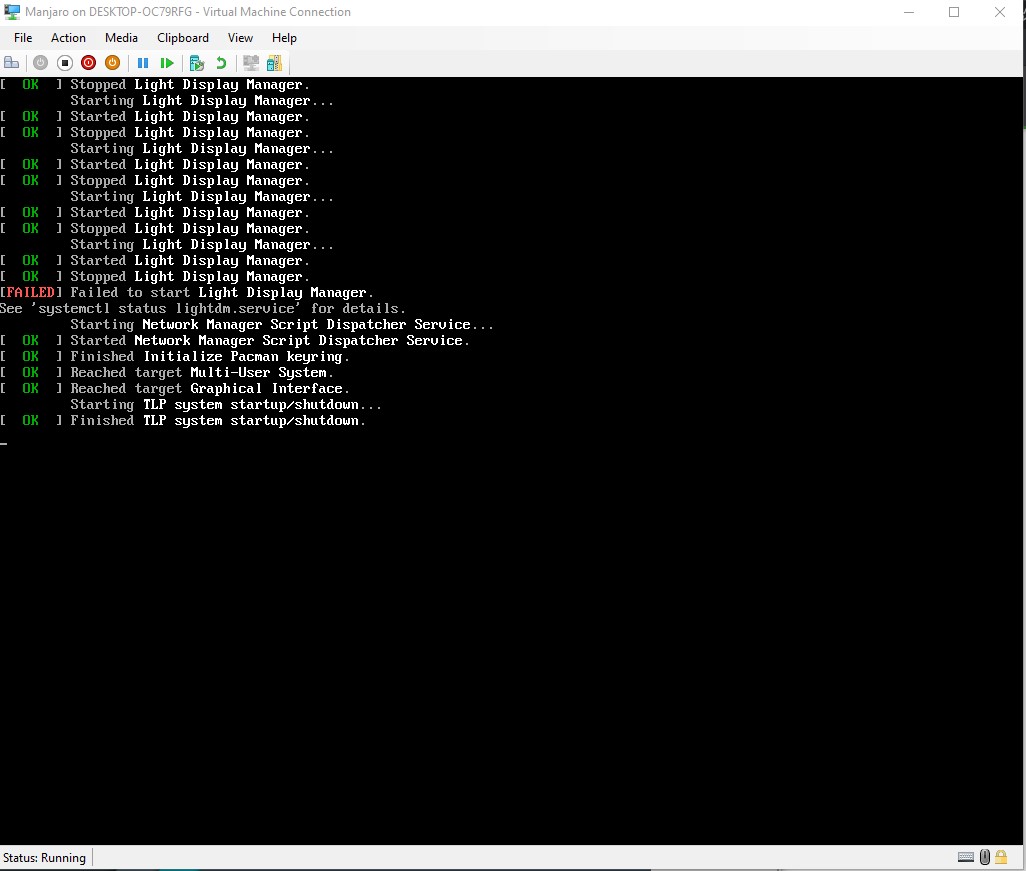 Manjaro on DESKTOP-OC79RFG - Virtual Machine Connection
File Action Media Clipboard View Help
[ OK ] Stopped Light Display Manager.
Starting Light Display Manager...
[ OK ] Started Light Display Manager.
[ OK ] Stopped Light Display Manager.
Starting Light Display Manager...
[ OK ] Started Light Display Manager.
[ OK ] Stopped Light Display Manager.
Starting Light Display Manager...
[ OK ] Started Light Display Manager.
[ OK ] Stopped Light Display Manager.
Starting Light Display Manager...
[ OK ] Started Light Display Manager.
[ OK ] Stopped Light Display Manager.
[FAILED] Failed to start Light Display Manager.
See 'systemctl status lightdm.service' for details.
Starting Network Manager Script Dispatcher Service...
[ OK ] Started Network Manager Script Dispatcher Service.
[ OK ] Finished Initialize Pacman keyring.
[ OK ] Reached target Multi-User System.
[ OK ] Reached target Graphical Interface.
Starting TLP system startup/shutdown...
[ OK ] Finished TLP system startup/shutdown.
_
Status: Running